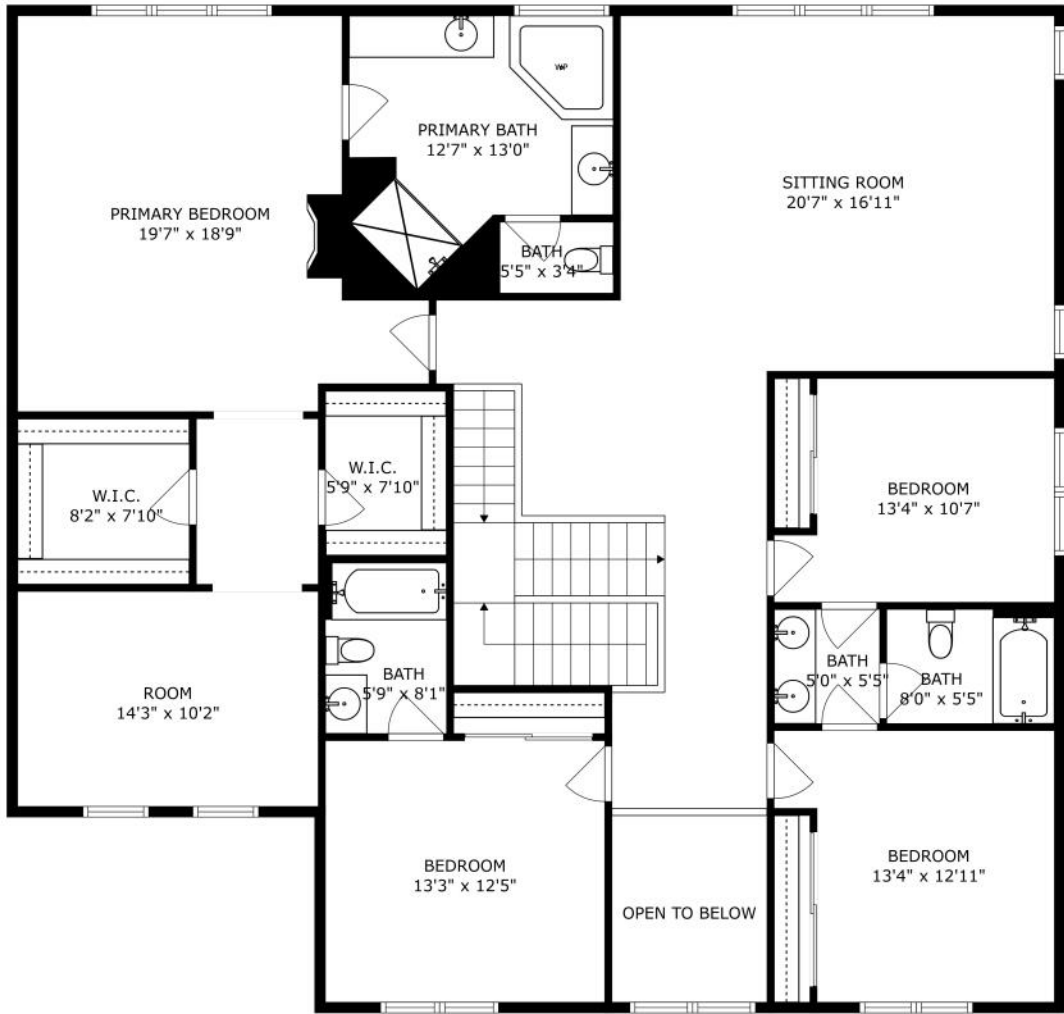 WP
PRIMARY BATH
12'7" x 13'0"
SITTING ROOM
20'7" x 16'11"
PRIMARY BEDROOM
19'7" x 18'9"
BATH
5'5" x 3'4"
W.I.C.
5'9" x 7'10"
W.I.C.
8'2" x 7'10"
BEDROOM
13'4" x 10'7"
ROOM
14'3" x 10'2"
BATH
5'9" x 8'1"
BATH
5'0" x 5'5"
BATH
8'0" x 5'5"
BEDROOM
13'3" x 12'5"
OPEN TO BELOW
BEDROOM
13'4" x 12'11"